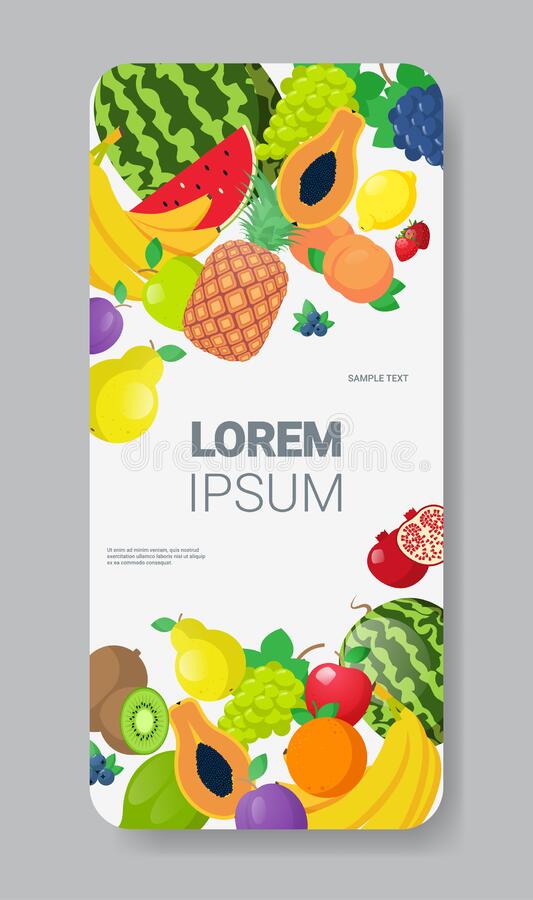 SAMPLE TEXT
LOREM
IPSUM
Ut enim ad minim veniam, quis nostrud
exercitation ullamco laboris nisi ut aliquip
ex ea commodo consequat.
dreamstime